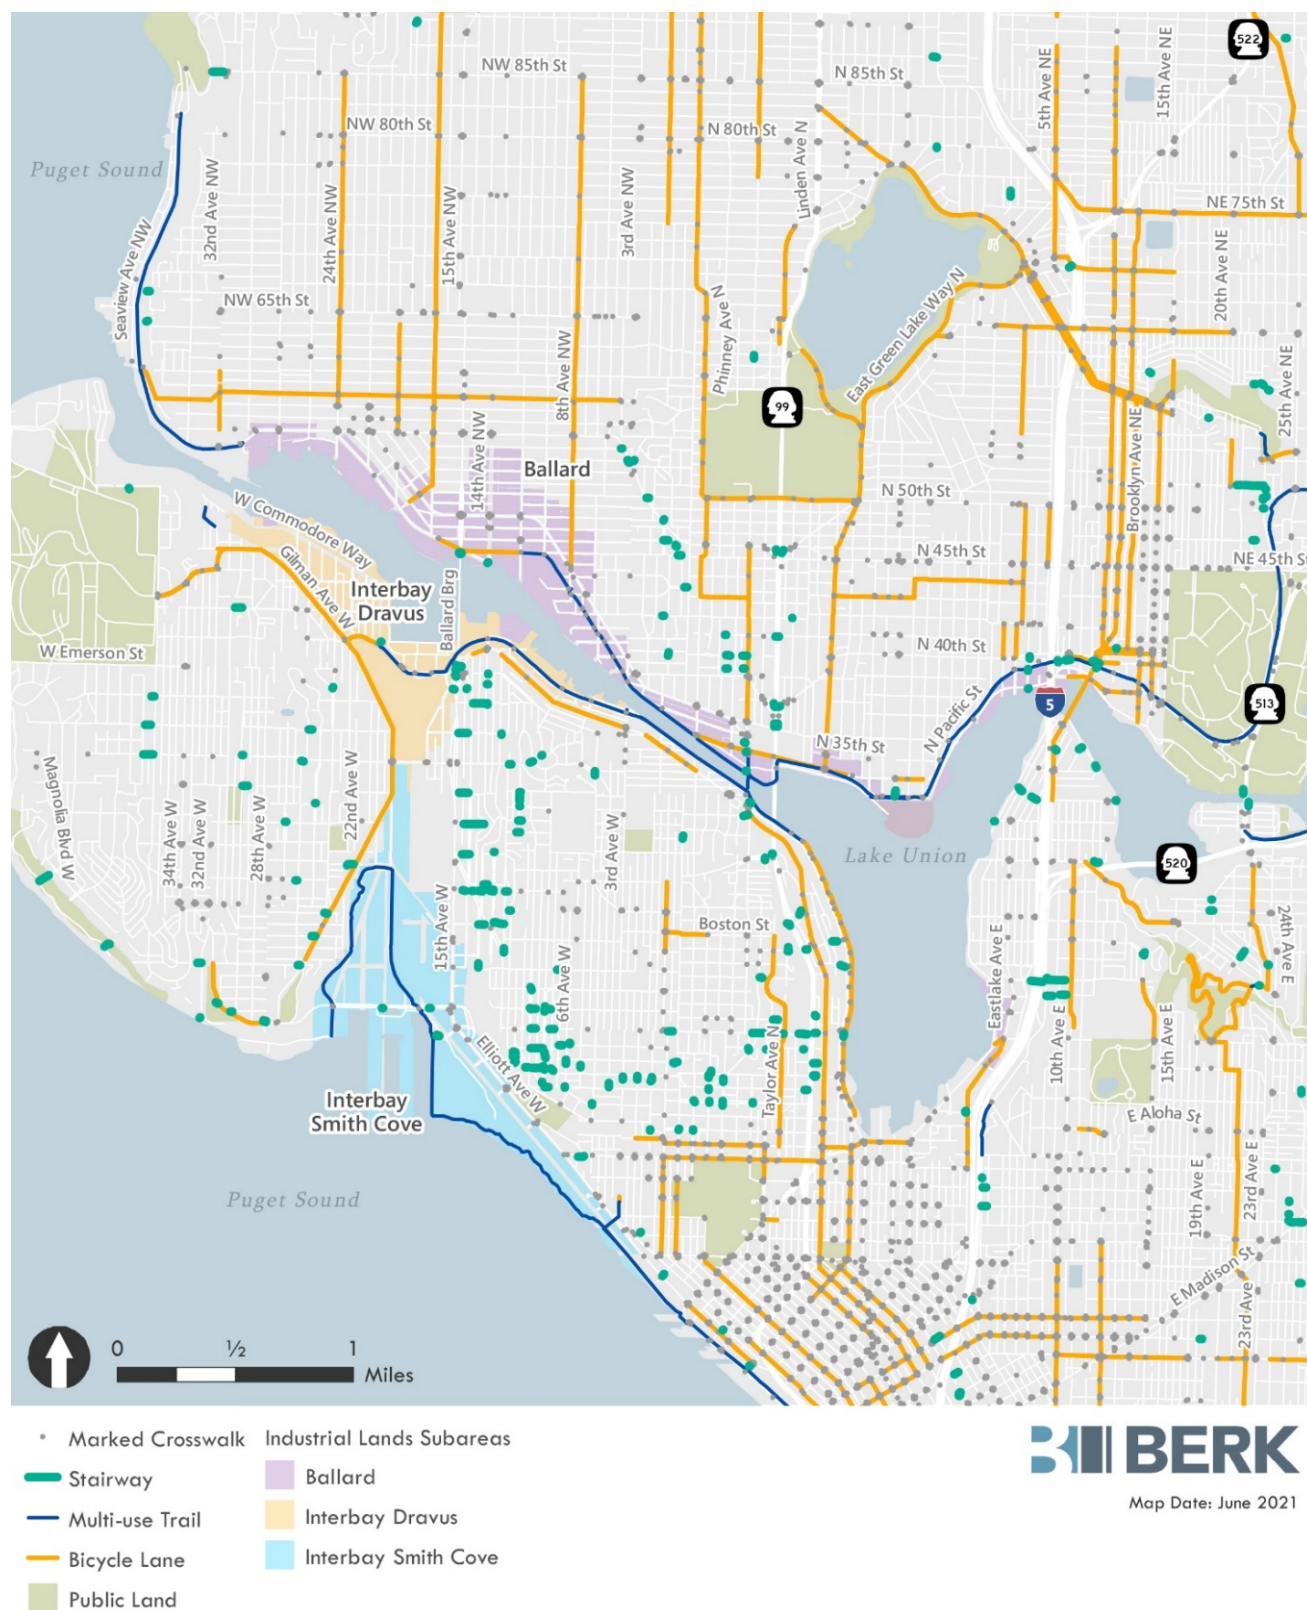 522
NW 85th St
N 85th St
5th Ave NE
15th Ave NE
NW 80th St
N 80th St
Puget Sound
Linden Ave N
32nd Ave NW
24th Ave NW
15th Ave NW
3rd Ave NW
NE 75th St
20th Ave NE
Seaview Ave NW
NW 65th St
Phinney Ave N
East Green Lake Way N
8th Ave NW
99
25th Ave NE
14th Ave NW
Ballard
Brooklyn Ave NE
N 50th St
W Commodore Way
N 45th St
NE 45th St
Gilman Ave W
Interbay
Dravus
Ballard Brg
W Emerson St
N 40th St
5
513
N Pacific St
N 35th St
Magnolia Blvd W
34th Ave W
32nd Ave W
28th Ave W
22nd Ave W
3rd Ave W
Lake Union
520
15th Ave W
Boston St
24th Ave E
6th Ave W
Eastlake Ave E
10th Ave E
15th Ave E
Taylor Ave N
Elliott Ave W
Interbay
Smith Cove
E Aloha St
Puget Sound
19th Ave E
23rd Ave E
E Madison St
23rd Ave
0 ½ 1
Miles
Marked Crosswalk
Stairway
Multi-use Trail
Bicycle Lane
Public Land
Industrial Lands Subareas
Ballard
Interbay Dravus
Interbay Smith Cove
BERK
Map Date: June 2021